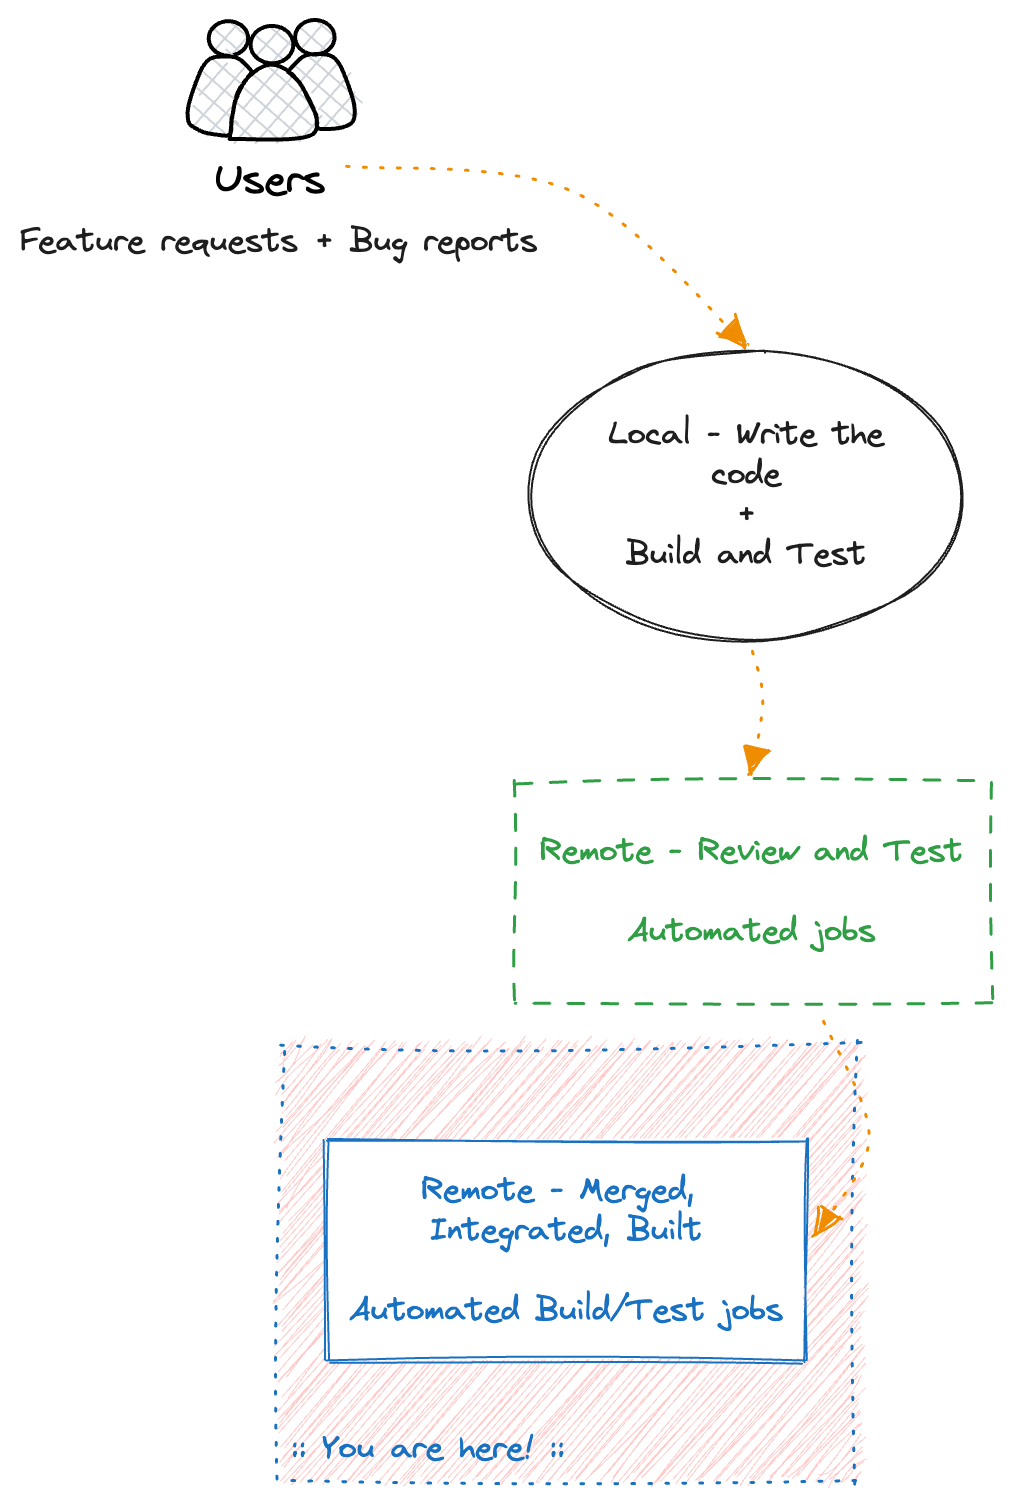 Users
Feature requests + Bug reports
Local - Write the
code
+
Build and Test
Remote - Review and Test
Automated jobs
Remote - Merged,
Integrated, Built
Automated Build/Test jobs
:: You are here! ::